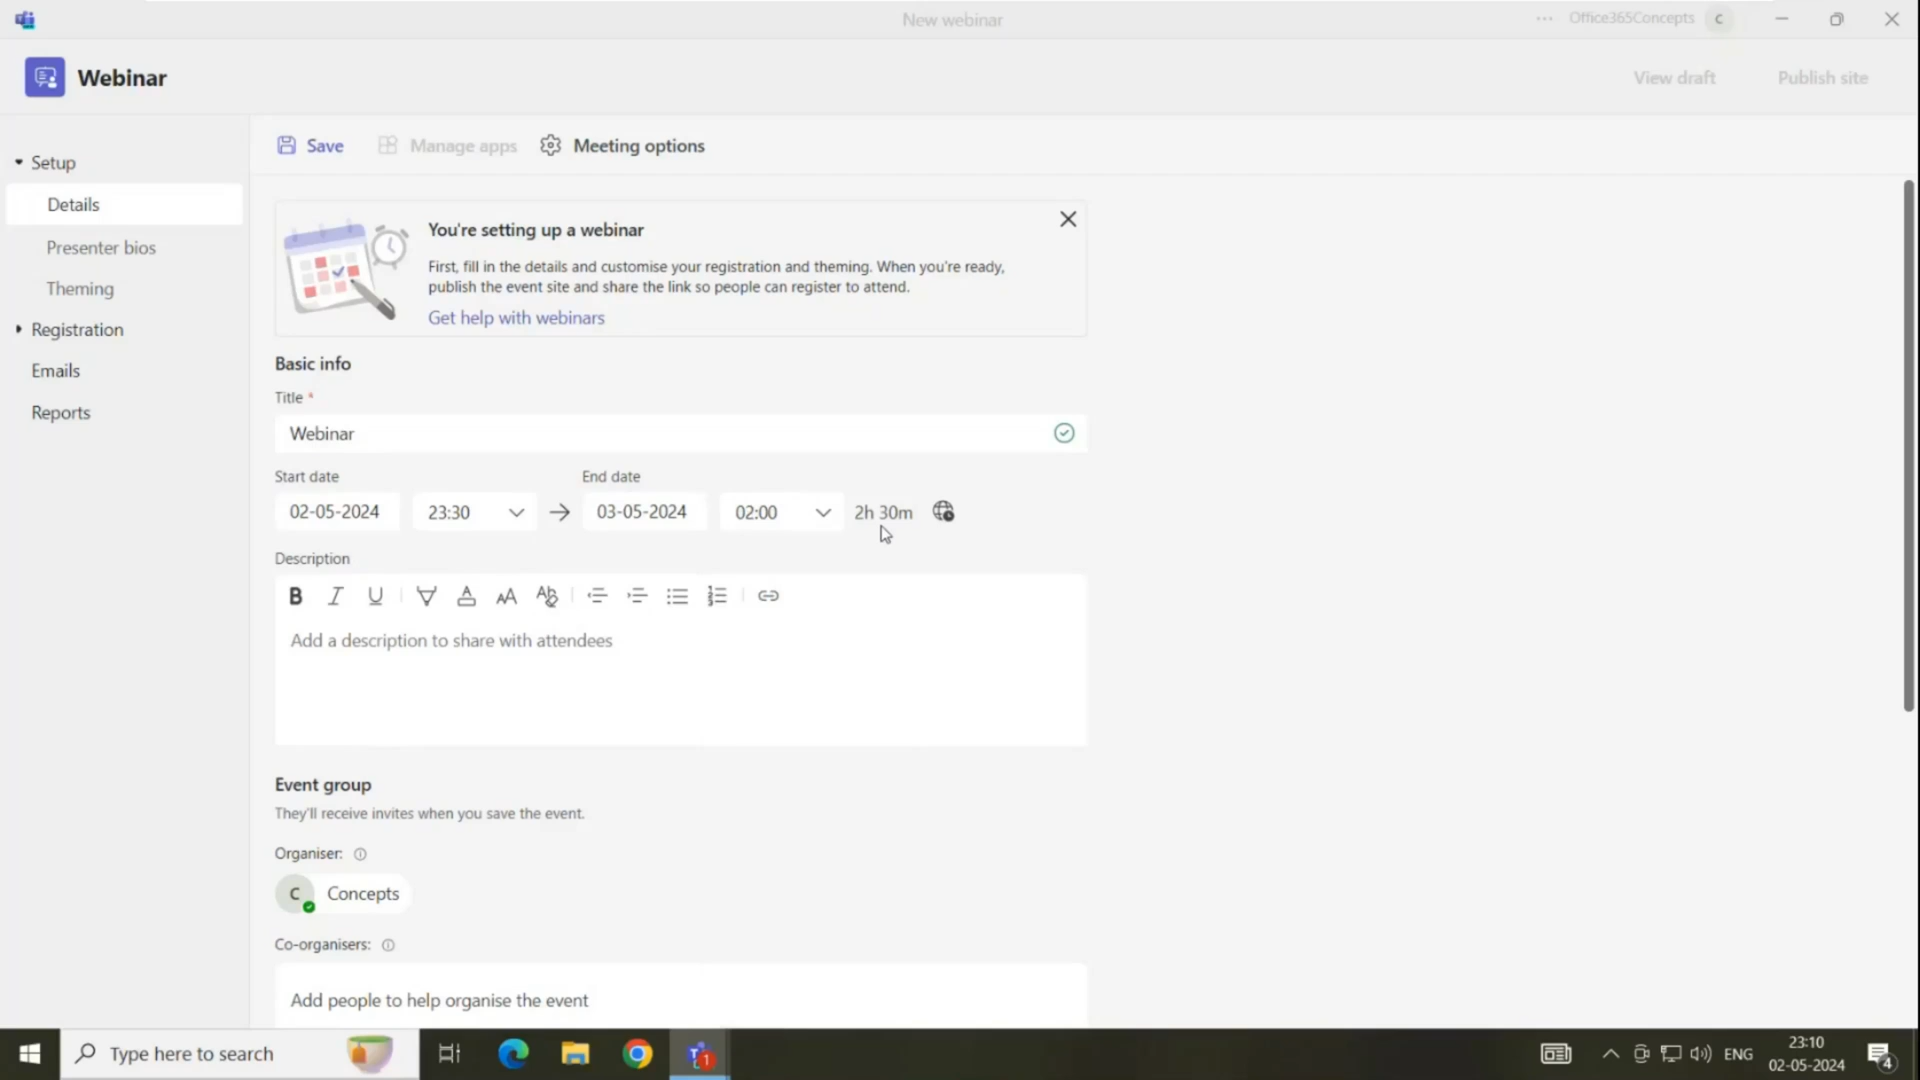 New webinar
Office365Concepts C
Webinar
View draft
Publish site
Save
Manage apps
Meeting options
Setup
Details
Presenter bios
Theming
Registration
Emails
Reports
You're setting up a webinar
First, fill in the details and customise your registration and theming. When you're ready,
publish the event site and share the link so people can register to attend.
Get help with webinars
Basic info
Title *
Webinar
Start date
End date
02-05-2024 23:30 → 03-05-2024 02:00 2h 30m
Description
Add a description to share with attendees
Event group
They'll receive invites when you save the event.
Organiser:
C Concepts
Co-organisers:
Add people to help organise the event
Type here to search
1
ENG
23:10
02-05-2024
4